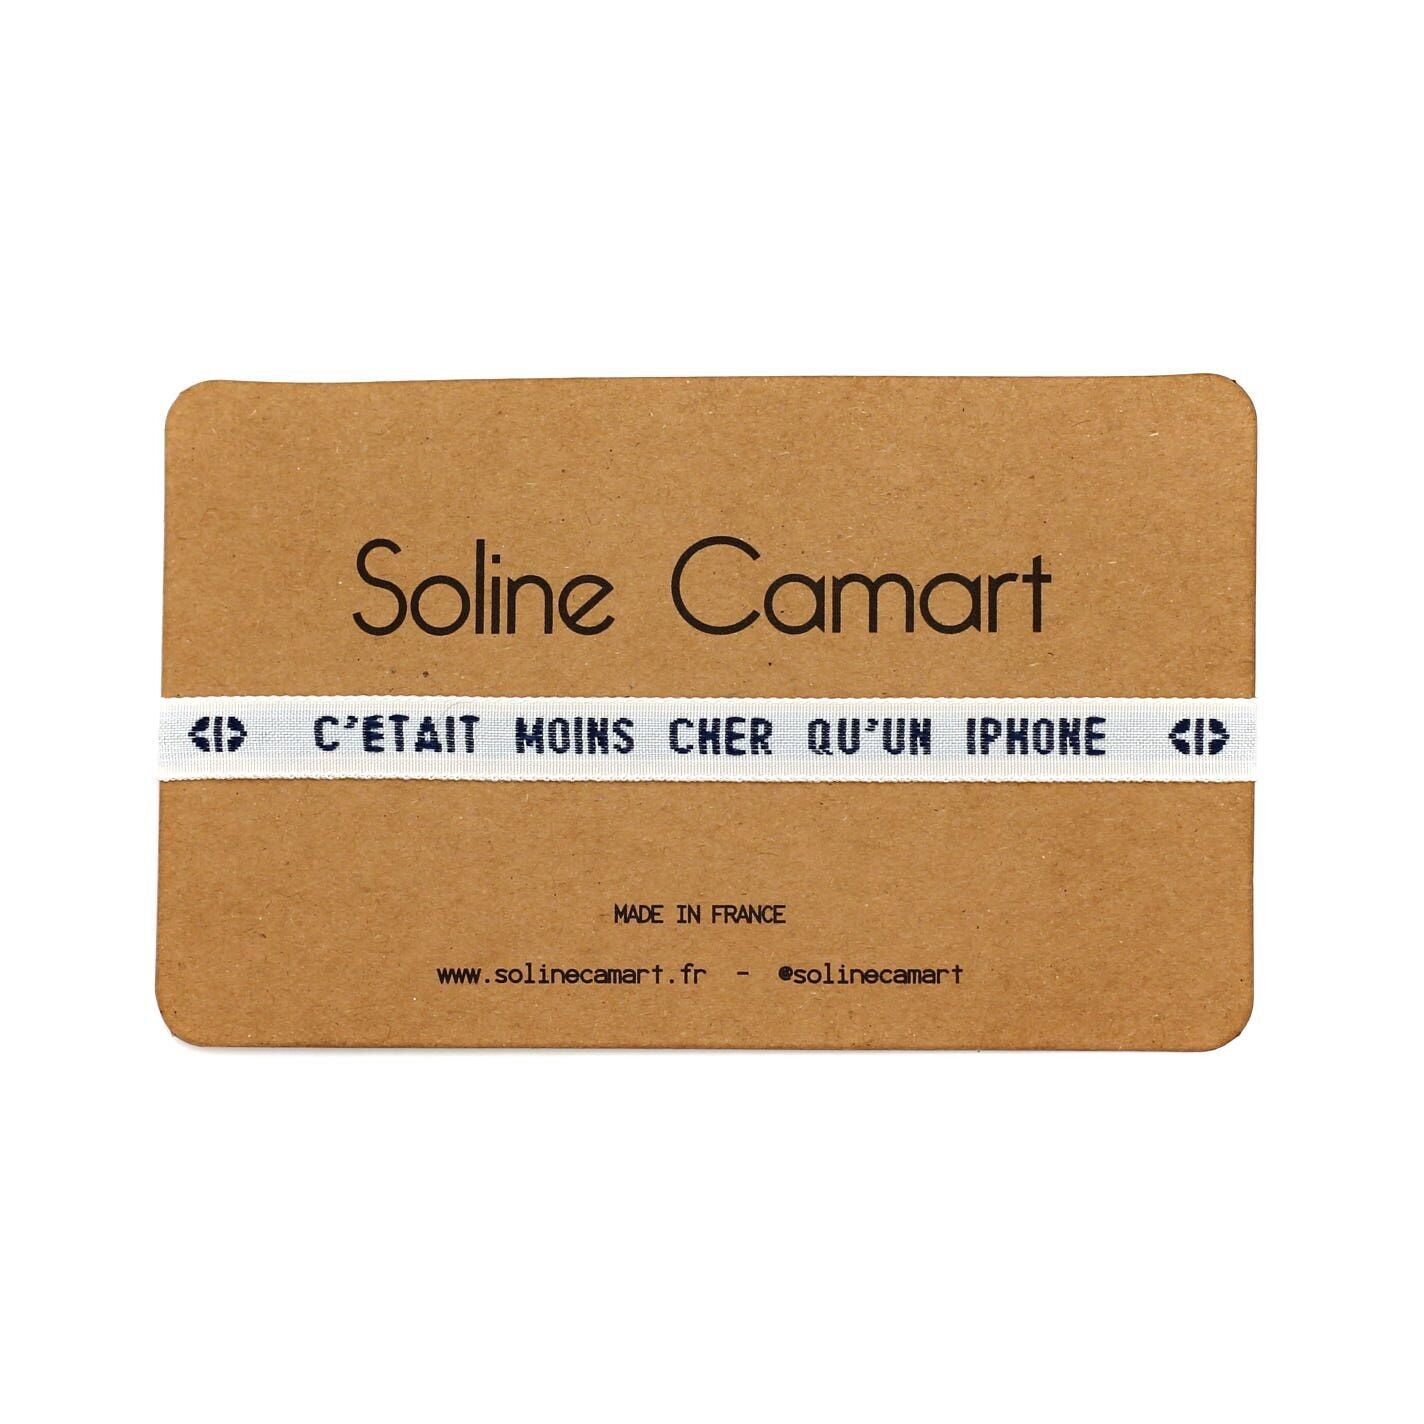 Soline Camart
C'ETAIT MOINS CHER QU'UN IPHONE
MADE IN FRANCE
www.solinecamart.fr - @solinecamart